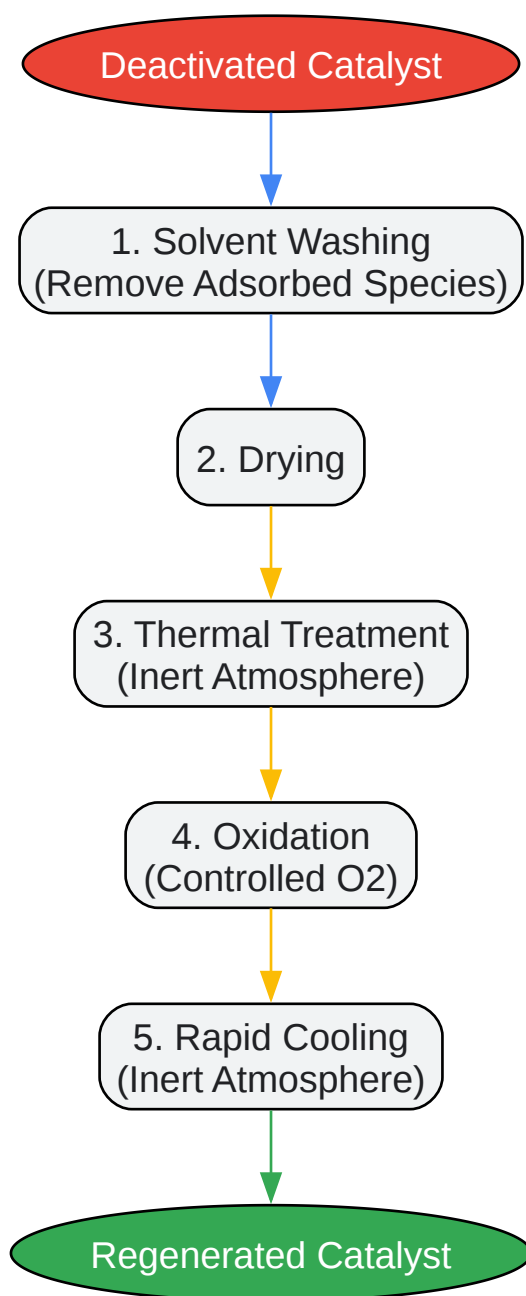 Deactivated Catalyst
1. Solvent Washing
(Remove Adsorbed Species)
2. Drying
3. Thermal Treatment
(Inert Atmosphere)
4. Oxidation
(Controlled O2)
5. Rapid Cooling
(Inert Atmosphere)
Regenerated Catalyst